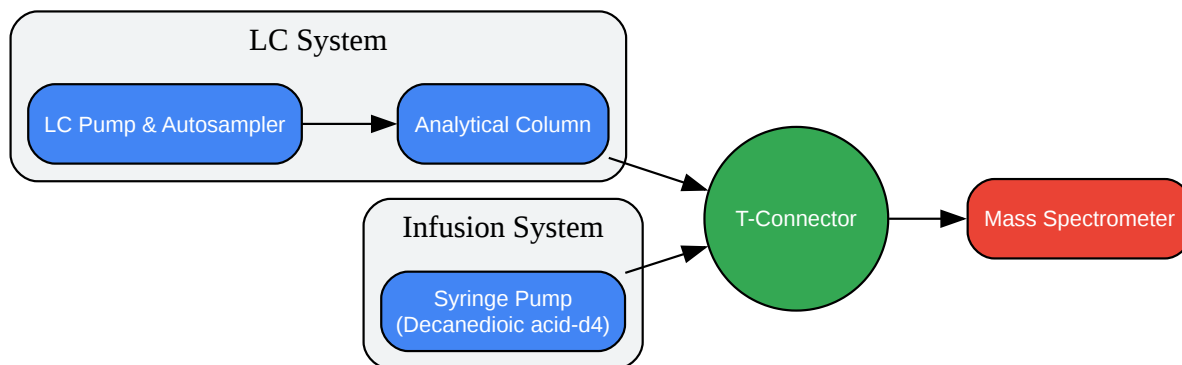 LC System
LC Pump & Autosampler
Analytical Column
Infusion System
Syringe Pump
(Decanedioic acid-d4)
T-Connector
Mass Spectrometer